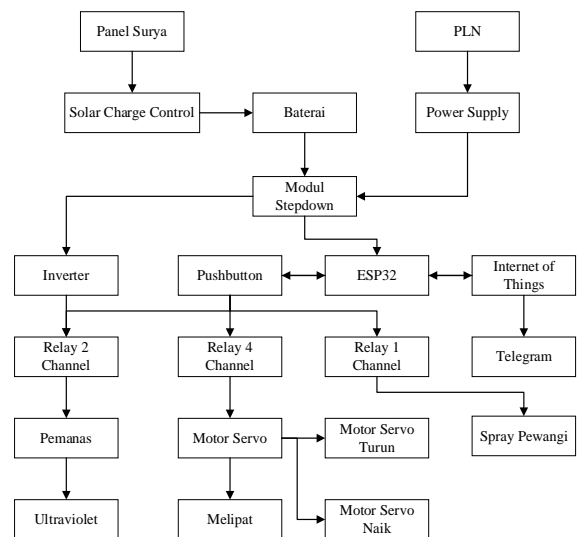 Panel Surya
PLN
Solar Charge Control
Baterai
Power Supply
Modul
Stepdown
Inverter
Pushbutton
ESP32
Internet of
Things
Relay 2
Channel
Relay 4
Channel
Relay 1
Channel
Telegram
Pemanas
Motor Servo
Motor Servo
Turun
Spray Pewangi
Ultraviolet
Melipat
Motor Servo
Naik